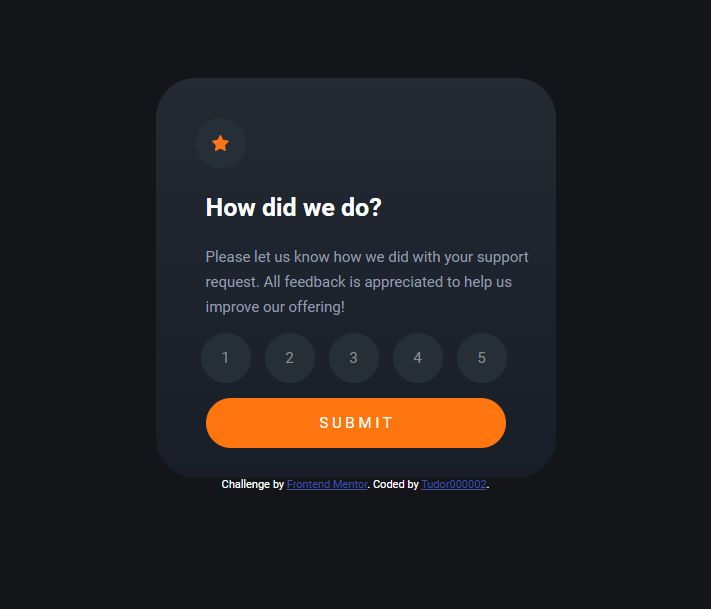 How did we do?
Please let us know how we did with your support
request. All feedback is appreciated to help us
improve our offering!
1 2 3 4 5
SUBMIT
Challenge by Frontend Mentor. Coded by Tudor000002.